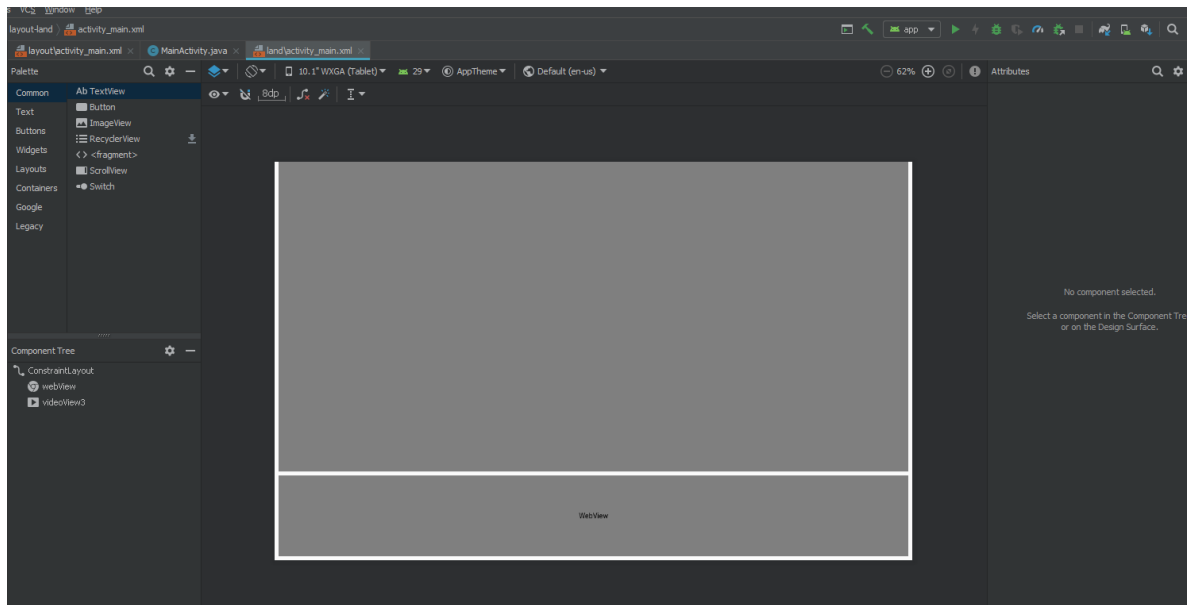 s VCS Window Help
layout-land activity_main.xml app
layout\activity_main.xml MainActivity.java land\activity_main.xml
Palette 10.1" WXGA (Tablet) 29 AppTheme Default (en-us) 62% Attributes
Common Ab TextView 8dp
Text Button
Buttons ImageView
Widgets RecyclerView
Layouts <> <fragment>
Containers ScrollView
Google Switch
Legacy
No component selected.
Select a component in the Component Tre
or on the Design Surface.
Component Tree
ConstraintLayout
webView
videoView3
WebView